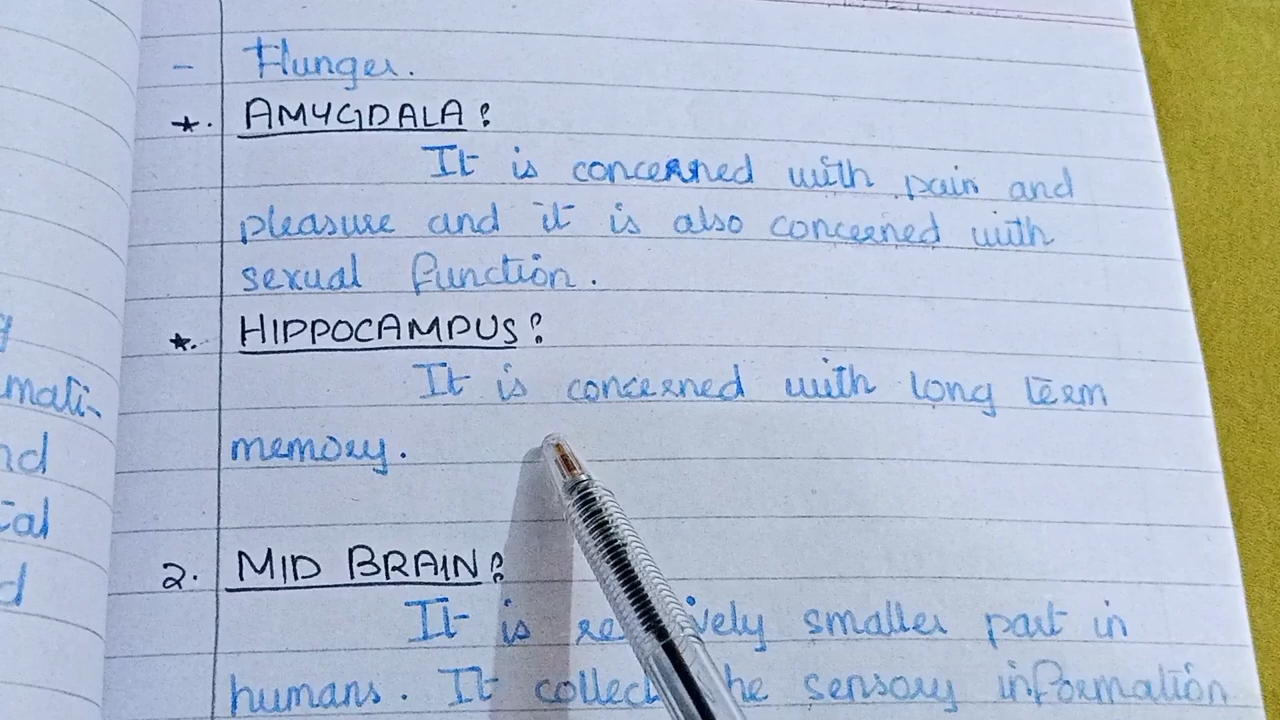 - Hunger.
*. AMYGDALA:
It is concerned with pain and
pleasure and it is also concerned with
sexual function.
*. HIPPOCAMPUS:
It is concerned with long term
memory.
2. MID BRAIN:
It is smaller part in
humans. It sensory information
mati-